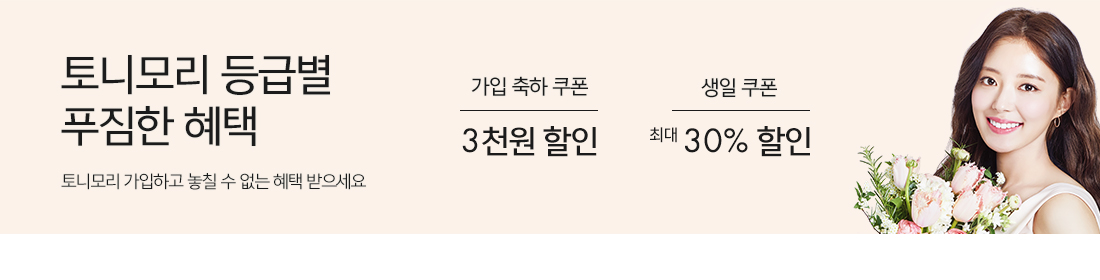 토니모리 등급별
푸짐한 혜택
토니모리 가입하고 놓칠 수 없는 혜택 받으세요
가입 축하 쿠폰
3천원 할인
생일 쿠폰
최대 30% 할인